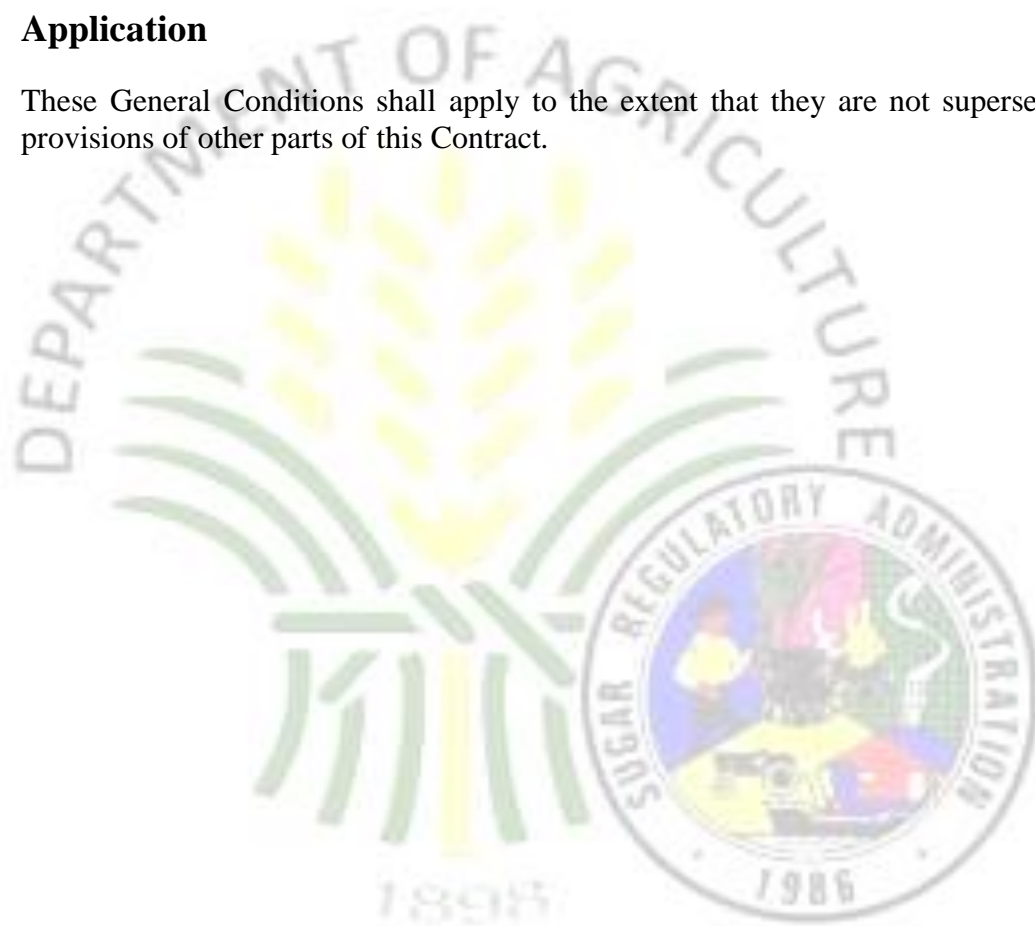 Application
These General Conditions shall apply to the extent that they are not superse
provisions of other parts of this Contract.
DEPARTMENT OF AGRICULTURE
1898
SUGAR REGULATORY ADMINISTRATION
1986